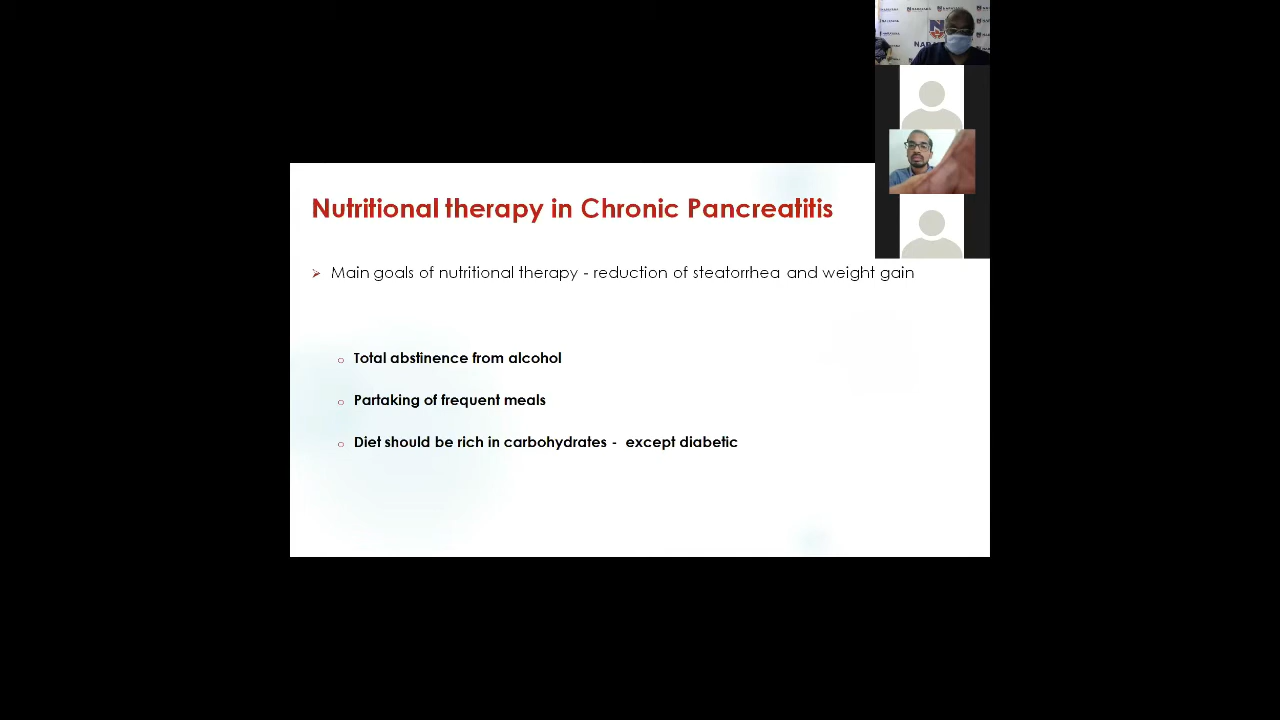 Nutritional therapy in Chronic Pancreatitis
➢ Main goals of nutritional therapy - reduction of steatorrhea and weight gain
o Total abstinence from alcohol
o Partaking of frequent meals
o Diet should be rich in carbohydrates - except diabetic